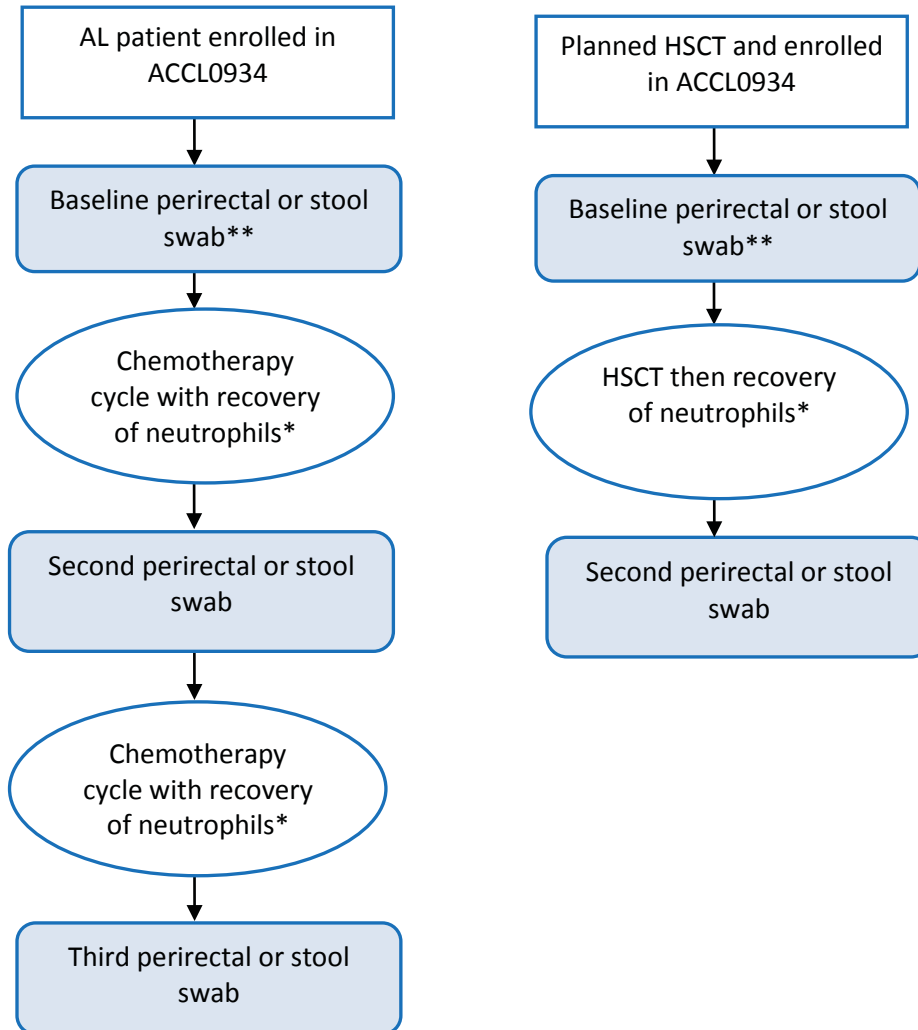 AL patient enrolled in
ACCL0934
Baseline perirectal or stool
swab**
Chemotherapy
cycle with recovery
of neutrophils*
Second perirectal or stool
swab
Chemotherapy
cycle with recovery
of neutrophils*
Third perirectal or stool
swab
Planned HSCT and enrolled
in ACCL0934
Baseline perirectal or stool
swab**
HSCT then recovery
of neutrophils*
Second perirectal or stool
swab